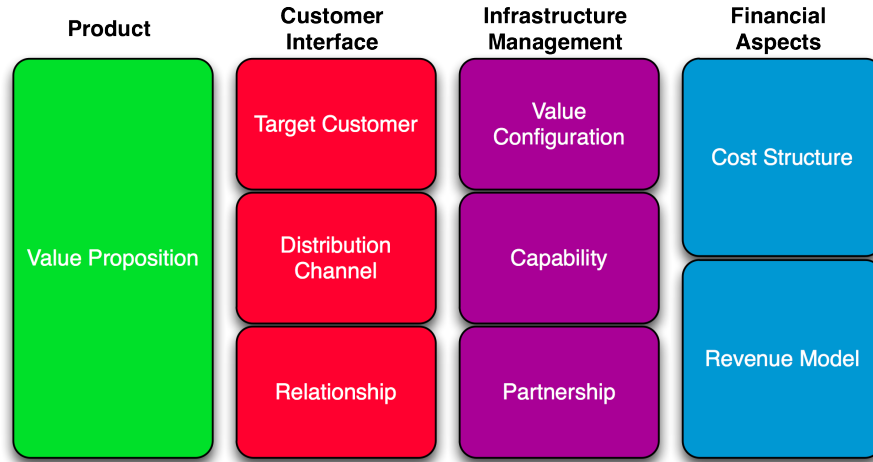 Product
Customer
Interface
Infrastructure
Management
Financial
Aspects
Value Proposition
Target Customer
Distribution
Channel
Relationship
Value
Configuration
Capability
Partnership
Cost Structure
Revenue Model